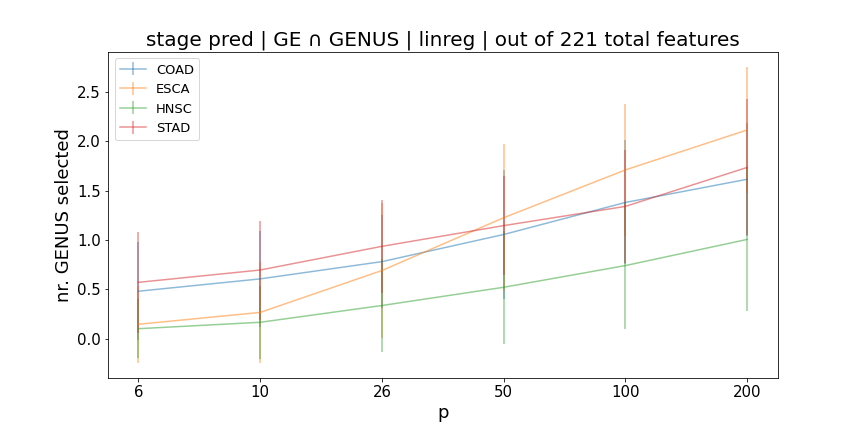 stage pred | GE ∩ GENUS | linreg | out of 221 total features
COAD
ESCA
HNSC
STAD
nr. GENUS selected
2.5
2.0
1.5
1.0
0.5
0.0
6 10 26 50 100 200
p